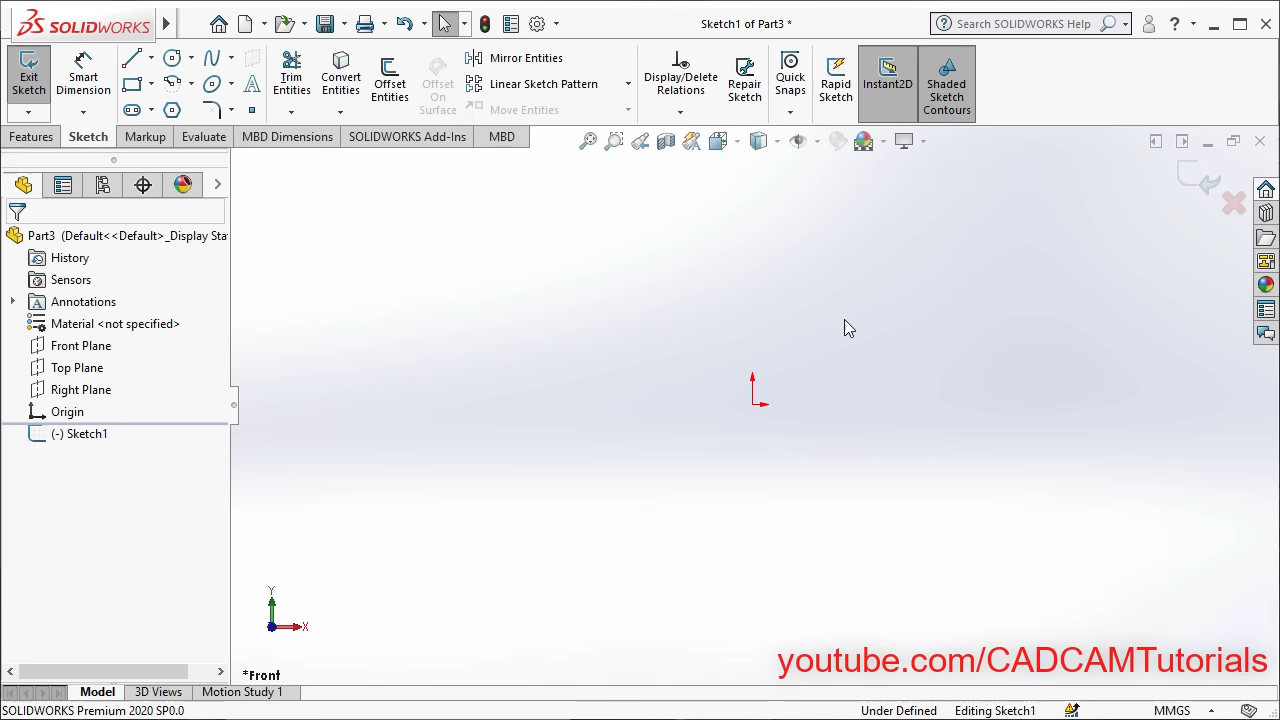 SOLIDWORKS
Sketch1 of Part3 *
Search SOLIDWORKS Help
Exit Sketch
Smart Dimension
Trim Entities
Convert Entities
Offset Entities
Offset On Surface
Mirror Entities
Linear Sketch Pattern
Move Entities
Display/Delete Relations
Repair Sketch
Quick Snaps
Rapid Sketch
Instant2D
Shaded Sketch Contours
Features
Sketch
Markup
Evaluate
MBD Dimensions
SOLIDWORKS Add-Ins
MBD
Part3 (Default<<Default>_Display Sta
History
Sensors
Annotations
Material <not specified>
Front Plane
Top Plane
Right Plane
Origin
(-) Sketch1
Y
X
*Front
youtube.com/CADCAMTutorials
Model
3D Views
Motion Study 1
SOLIDWORKS Premium 2020 SP0.0
Under Defined
Editing Sketch1
MMGS